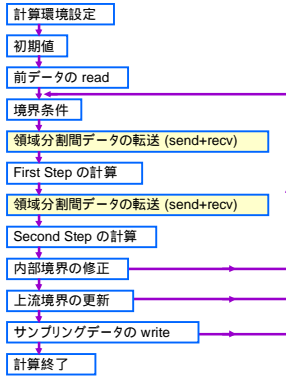 計算環境設定
初期値
前データの read
境界条件
領域分割間データの転送 (send+recv)
First Step の計算
領域分割間データの転送 (send+recv)
Second Step の計算
内部境界の修正
上流境界の更新
サンプリングデータの write
計算終了